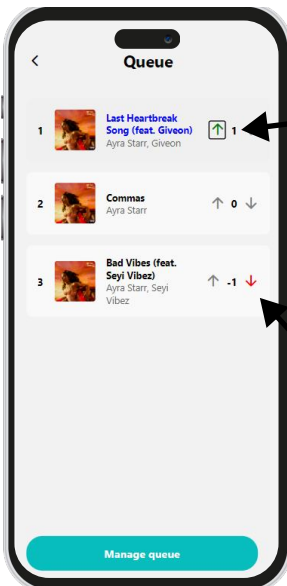 Queue
1
Last Heartbreak
Song (feat. Giveon)
Ayra Starr, Giveon
1
2
Commas
Ayra Starr
0
3
Bad Vibes (feat.
Seyi Vibez)
Ayra Starr, Seyi
Vibez
-1
Manage queue